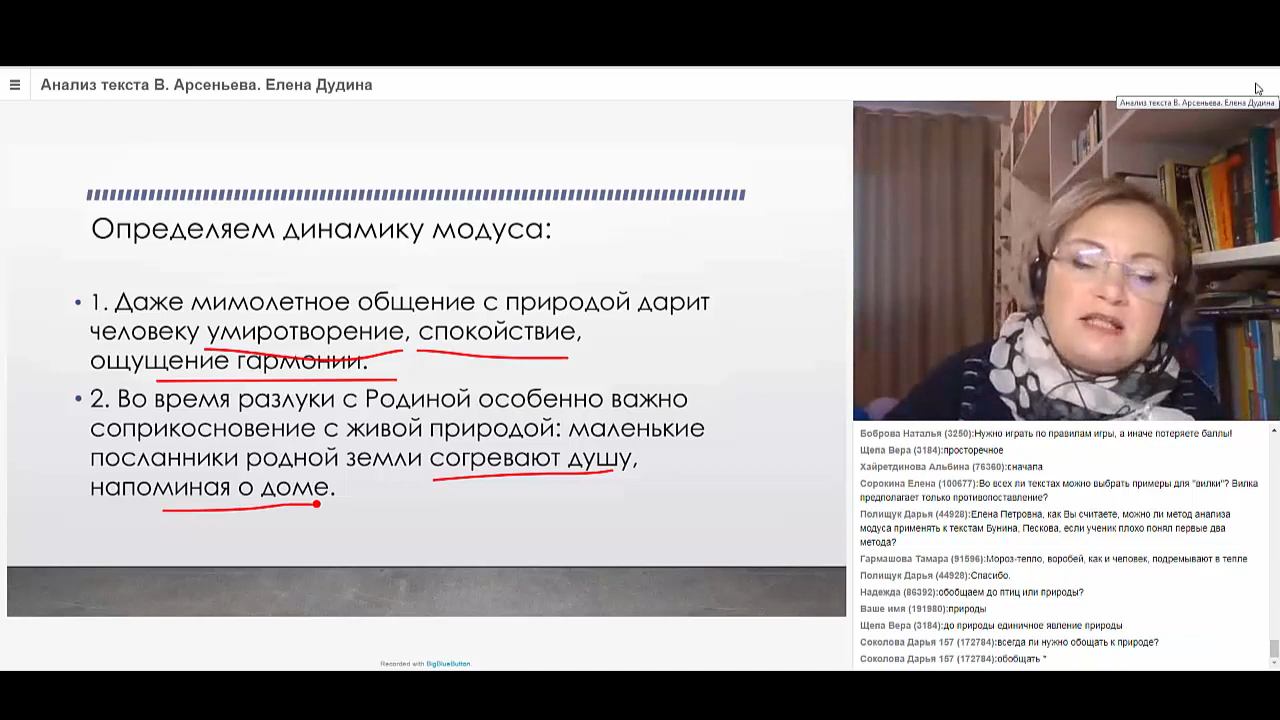 Анализ текста В. Арсеньева. Елена Дудина
Анализ текста В. Арсеньева. Елена Дудина
Определяем динамику модуса:
• 1. Даже мимолетное общение с природой дарит
человеку умиротворение, спокойствие,
ощущение гармонии.
• 2. Во время разлуки с Родиной особенно важно
соприкосновение с живой природой: маленькие
посланники родной земли согревают душу,
напоминая о доме.
Recorded with BigBlueButton.
Боброва Наталья (3250):Нужно играть по правилам игры, а иначе потеряете баллы!
Щепа Вера (3184):просторечное
Хайретдинова Альбина (76360):сначапа
Сорокина Елена (100677):Во всех ли текстах можно выбрать примеры для "вилки"? Вилка
предполагает только противопоставление?
Полищук Дарья (44928):Елена Петровна, как Вы считаете, можно ли метод анализа
модуса применять к текстам Бунина, Пескова, если ученик плохо понял первые два
метода?
Гармашова Тамара (91596):Мороз-тепло, воробей, как и человек, подремывают в тепле
Полищук Дарья (44928):Спасибо.
Надежда (86392):обобщаем до птиц или природы?
Ваше имя (191980):природы
Щепа Вера (3184):до природы единичное явление природы
Соколова Дарья 157 (172784):всегда ли нужно обощать к природе?
Соколова Дарья 157 (172784):обобщать *